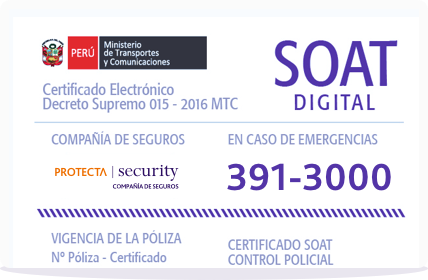 PERÚ
Ministerio
de Transportes
y Comunicaciones
SOAT
DIGITAL
Certificado Electrónico
Decreto Supremo 015 - 2016 MTC
COMPAÑÍA DE SEGUROS
PROTECTA | security
COMPAÑÍA DE SEGUROS
EN CASO DE EMERGENCIAS
391-3000
VIGENCIA DE LA PÓLIZA
Nº Póliza - Certificado
CERTIFICADO SOAT
CONTROL POLICIAL